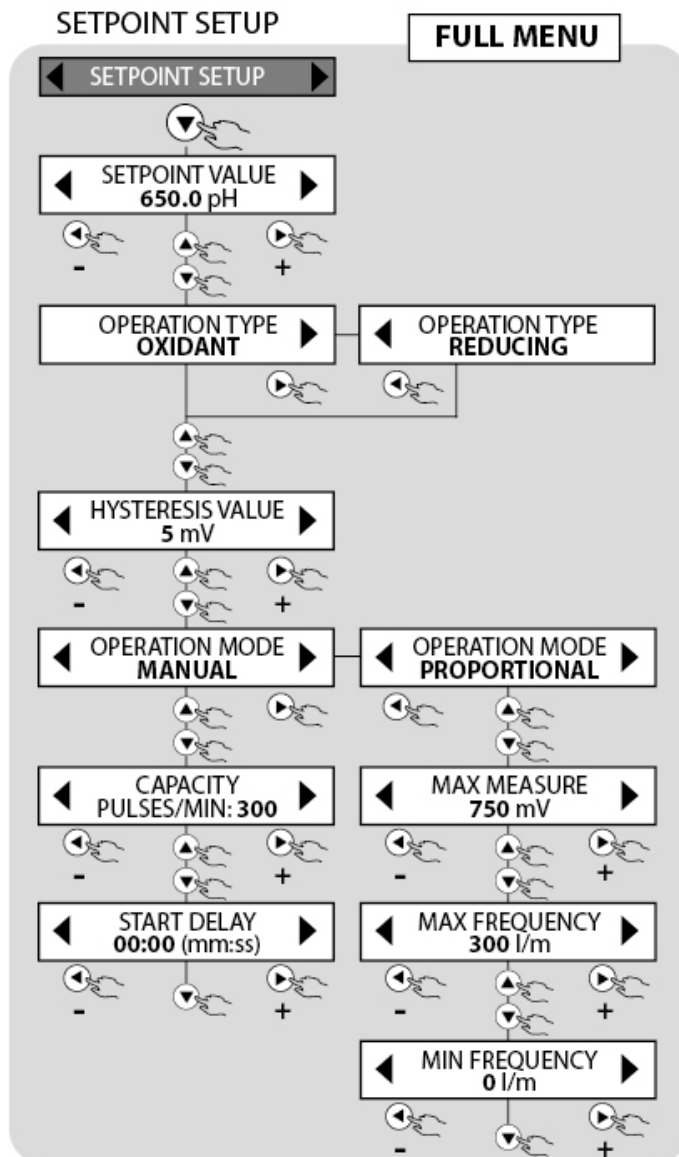 SETPOINT SETUP
FULL MENU
SETPOINT SETUP
SETPOINT VALUE
650.0 pH
- +
OPERATION TYPE
OXIDANT
OPERATION TYPE
REDUCING
HYSTERESIS VALUE
5 mV
- +
OPERATION MODE
MANUAL
OPERATION MODE
PROPORTIONAL
CAPACITY
PULSES/MIN: 300
- +
MAX MEASURE
750 mV
- +
START DELAY
00:00 (mm:ss)
- +
MAX FREQUENCY
300 l/m
- +
MIN FREQUENCY
0 l/m
- +